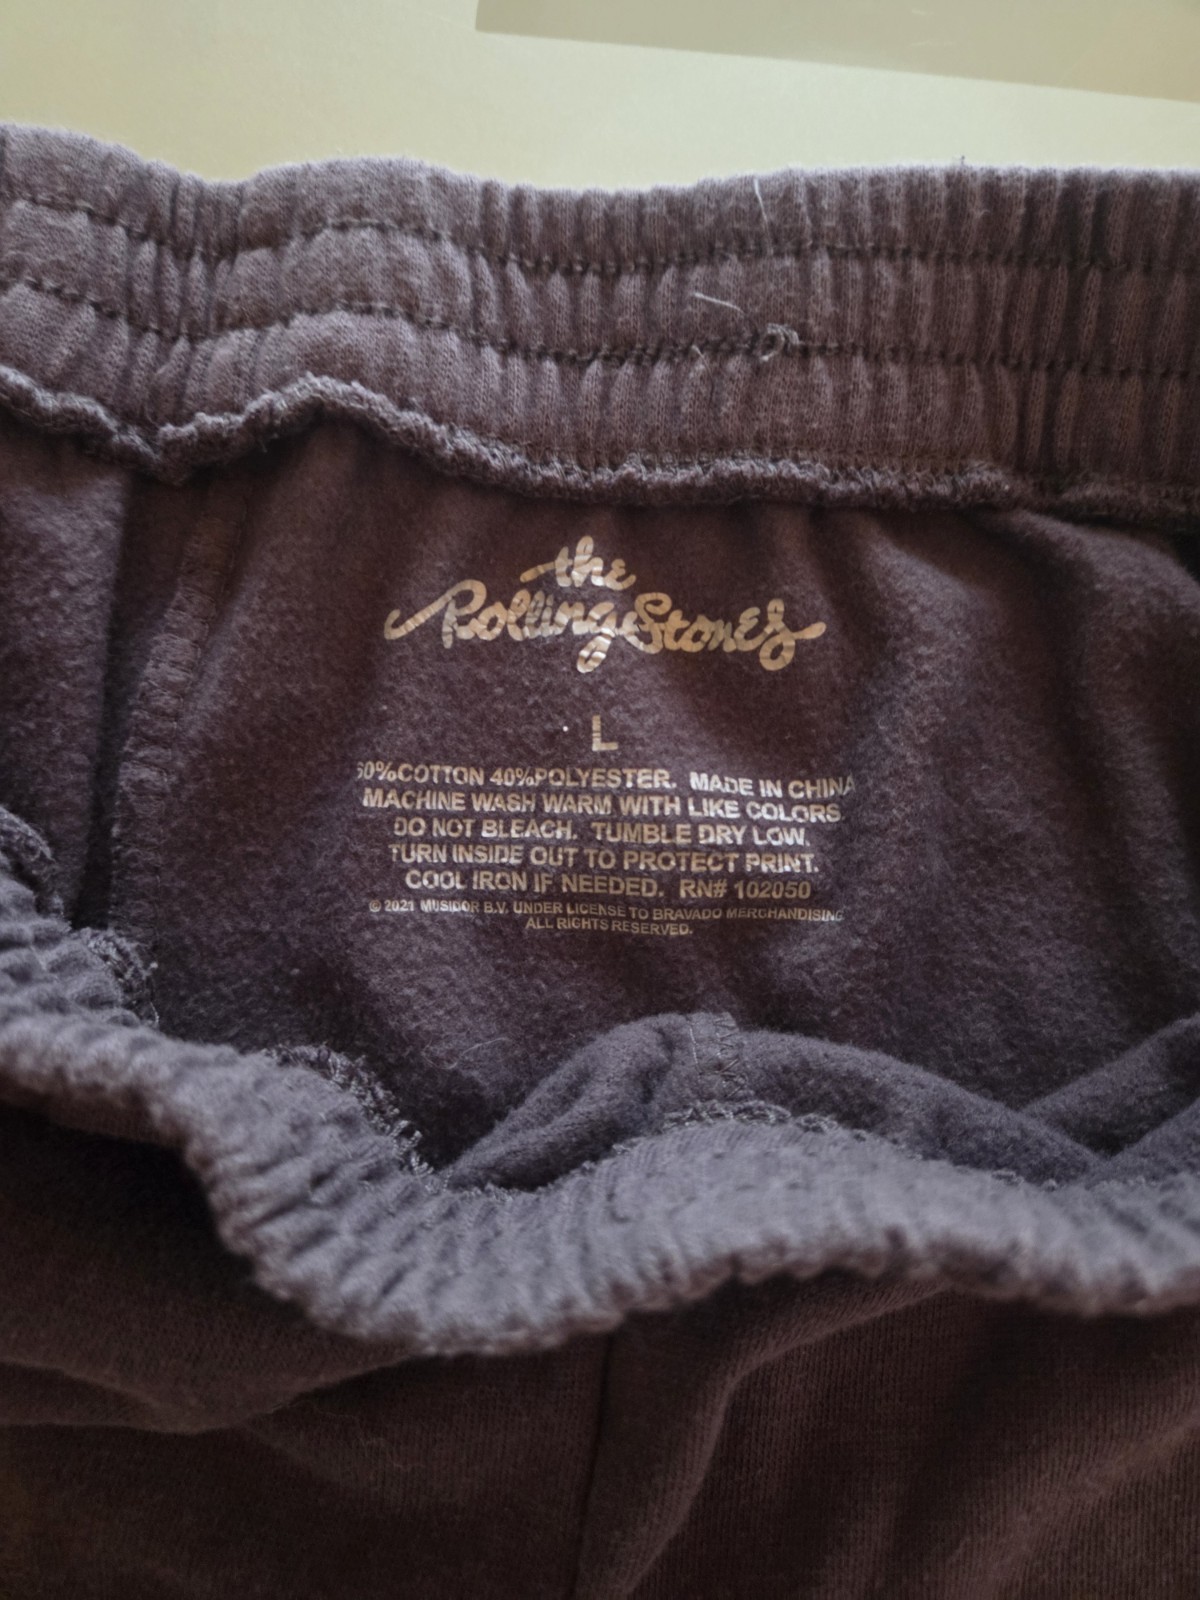 the
Rolling Stones
L
60%COTTON 40%POLYESTER. MADE IN CHINA
MACHINE WASH WARM WITH LIKE COLORS
DO NOT BLEACH. TUMBLE DRY LOW.
TURN INSIDE OUT TO PROTECT PRINT.
COOL IRON IF NEEDED. RN# 102050
© 2021 MUSIDOR B.V. UNDER LICENSE TO BRAVADO MERCHANDISING
ALL RIGHTS RESERVED.